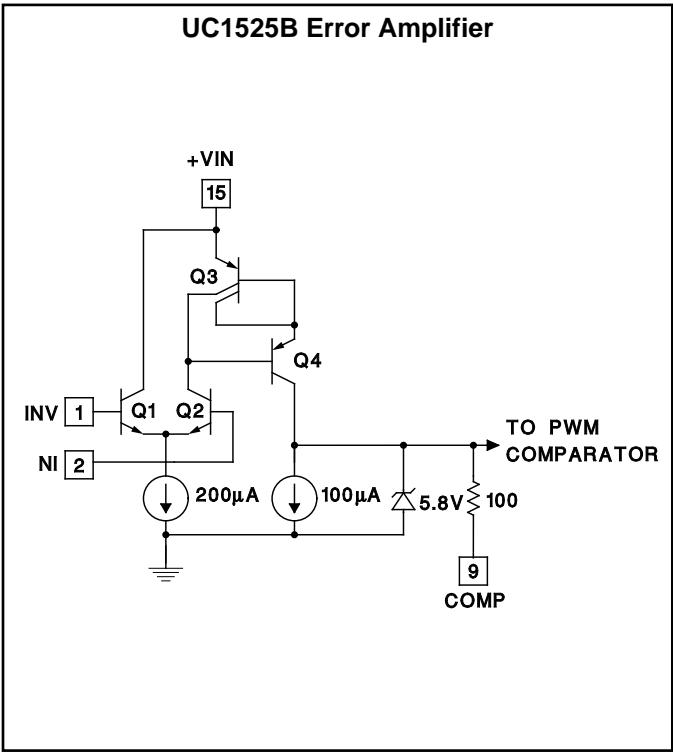 UC1525B Error Amplifier
+VIN
15
Q3
Q4
INV 1 Q1 Q2
NI 2
TO PWM
COMPARATOR
200µA 100µA 5.8V 100
9
COMP